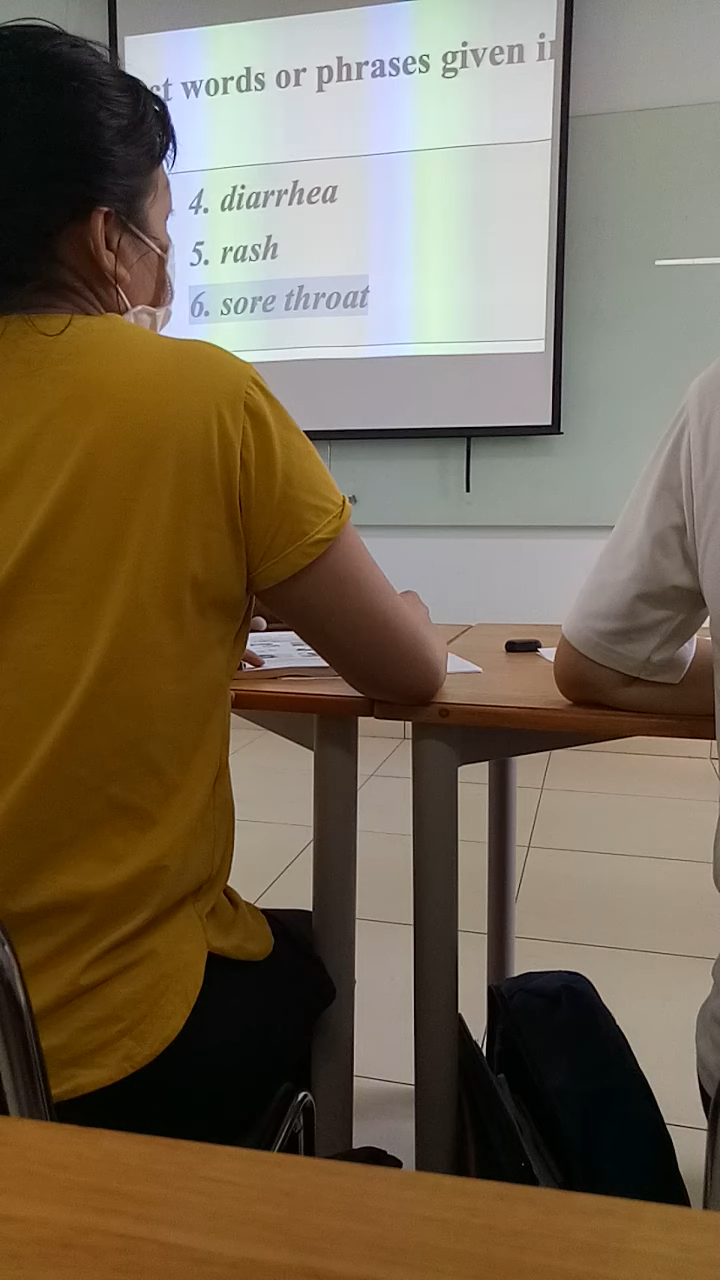 words or phrases given
4. diarrhea
5. rash
6. sore throat